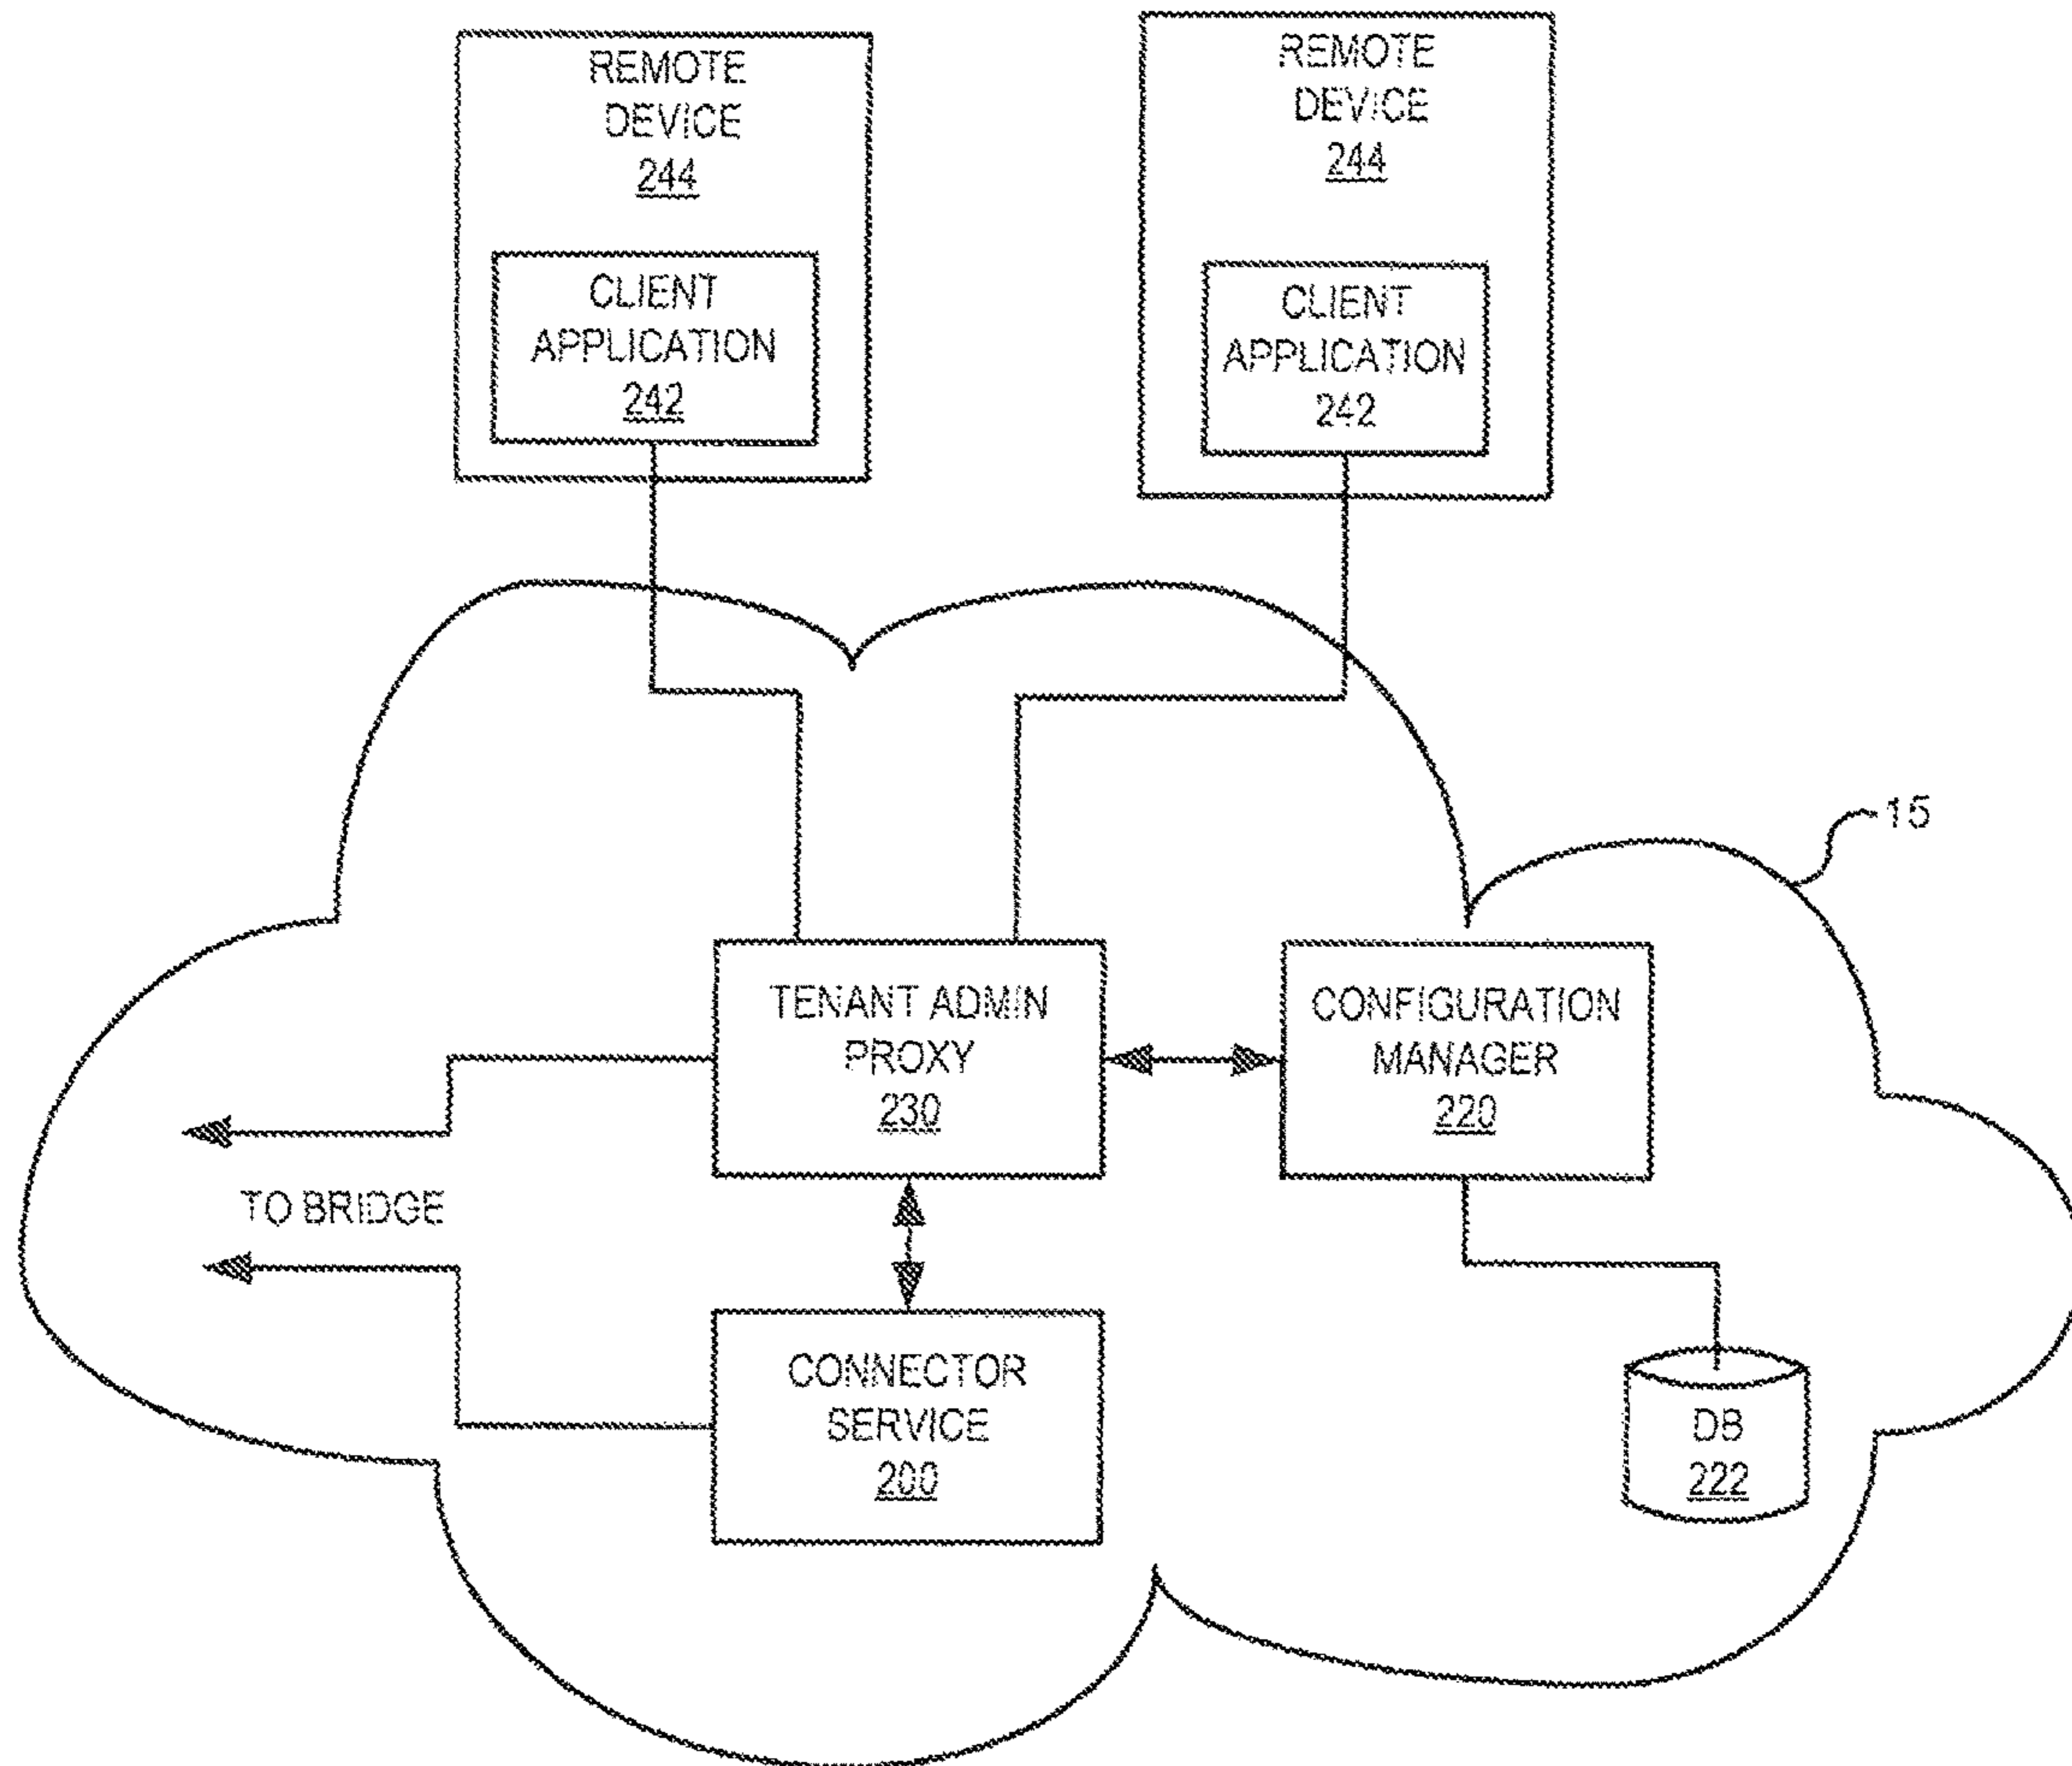 REMOTE
DEVICE
244
CLIENT
APPLICATION
242
REMOTE
DEVICE
244
CLIENT
APPLICATION
242
15
TENANT ADMIN
PROXY
230
CONFIGURATION
MANAGER
220
TO BRIDGE
CONNECTOR
SERVICE
200
DB
222